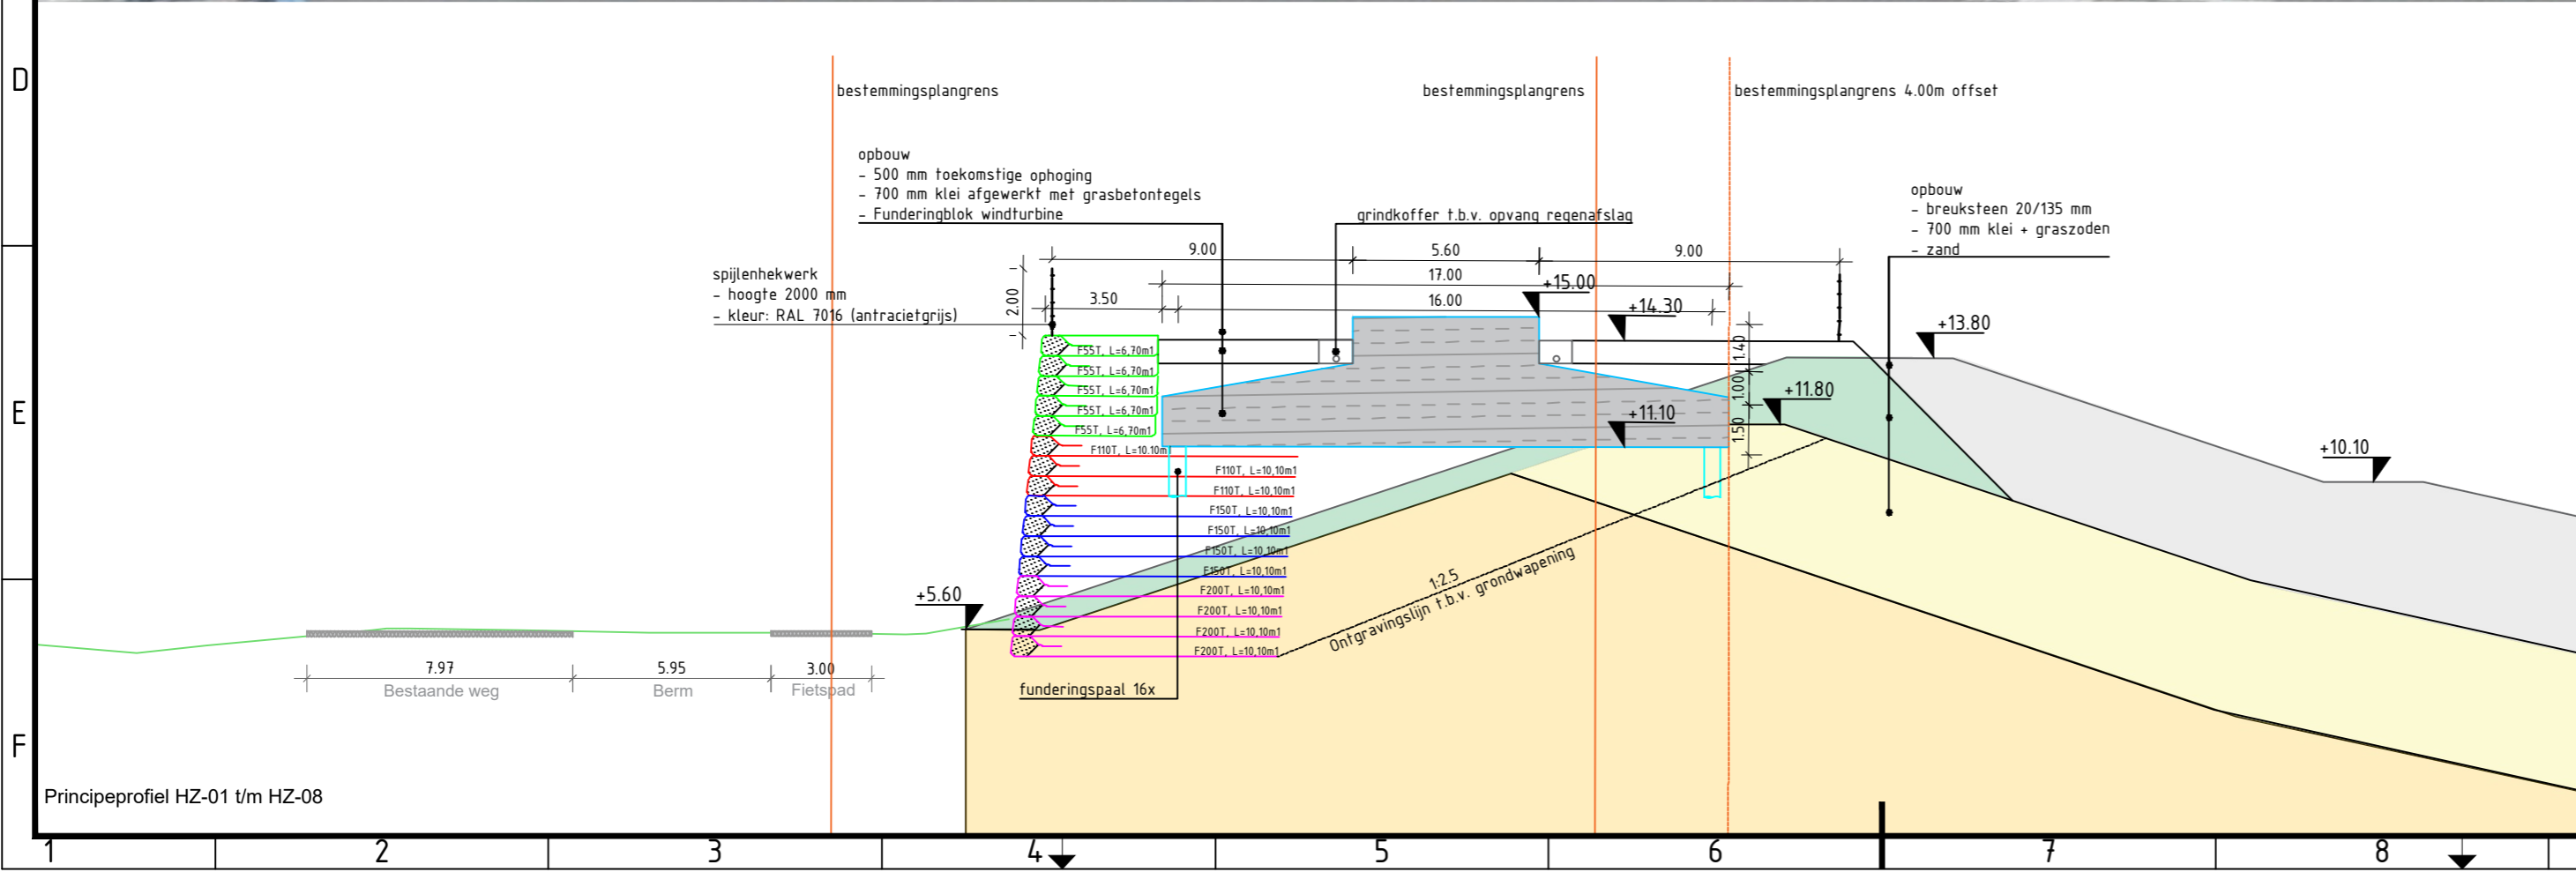 D
bestemmingsplangrens
bestemmingsplangrens
bestemmingsplangrens 4.00m offset
opbouw
- 500 mm toekomstige ophoging
- 700 mm klei afgewerkt met grasbetontegels
- Funderingblok windturbine
grindkoffer t.b.v. opvang regenafslag
opbouw
- breuksteen 20/135 mm
- 700 mm klei + graszoden
- zand
9.00
5.60
9.00
spijlenhekwerk
- hoogte 2000 mm
- kleur: RAL 7016 (antracietgrijs)
2.00
17.00
3.50
16.00
+15.00
+14.30
+13.80
1.40
1.00
1.50
+11.80
+11.10
+10.10
E
F55T, L=6,70m1
F55T, L=6,70m1
F55T, L=6,70m1
F55T, L=6,70m1
F55T, L=6,70m1
F110T, L=10.10m1
F110T, L=10,10m1
F110T, L=10,10m1
F150T, L=10,10m1
F150T, L=10,10m1
F150T, L=10,10m1
F150T, L=10,10m1
F200T, L=10,10m1
F200T, L=10,10m1
F200T, L=10,10m1
F200T, L=10,10m1
+5.60
1:2.5
Ontgravingslijn t.b.v. grondwapening
7.97
5.95
3.00
Bestaande weg
Berm
Fietspad
funderingspaal 16x
F
Principeprofiel HZ-01 t/m HZ-08
1
2
3
4
5
6
7
8